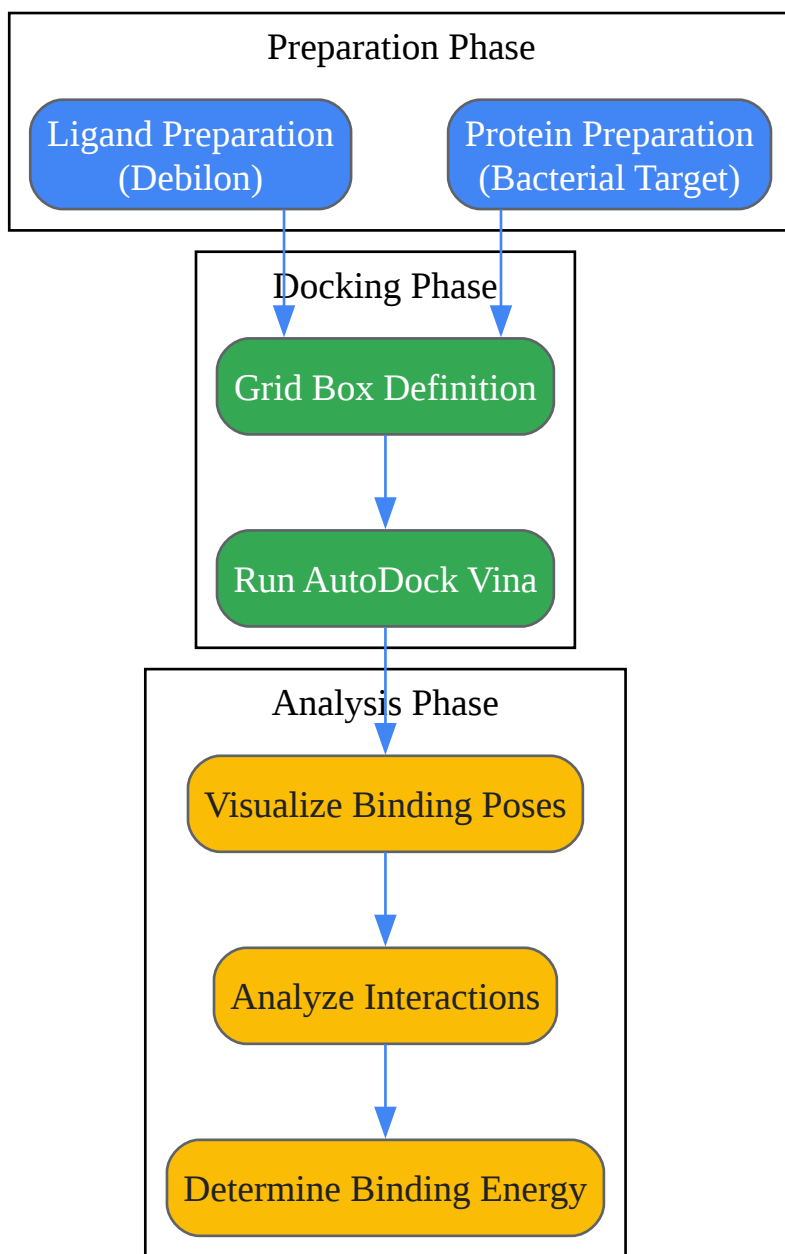 Preparation Phase
Ligand Preparation
(Debilon)
Protein Preparation
(Bacterial Target)
Docking Phase
Grid Box Definition
Run AutoDock Vina
Analysis Phase
Visualize Binding Poses
Analyze Interactions
Determine Binding Energy